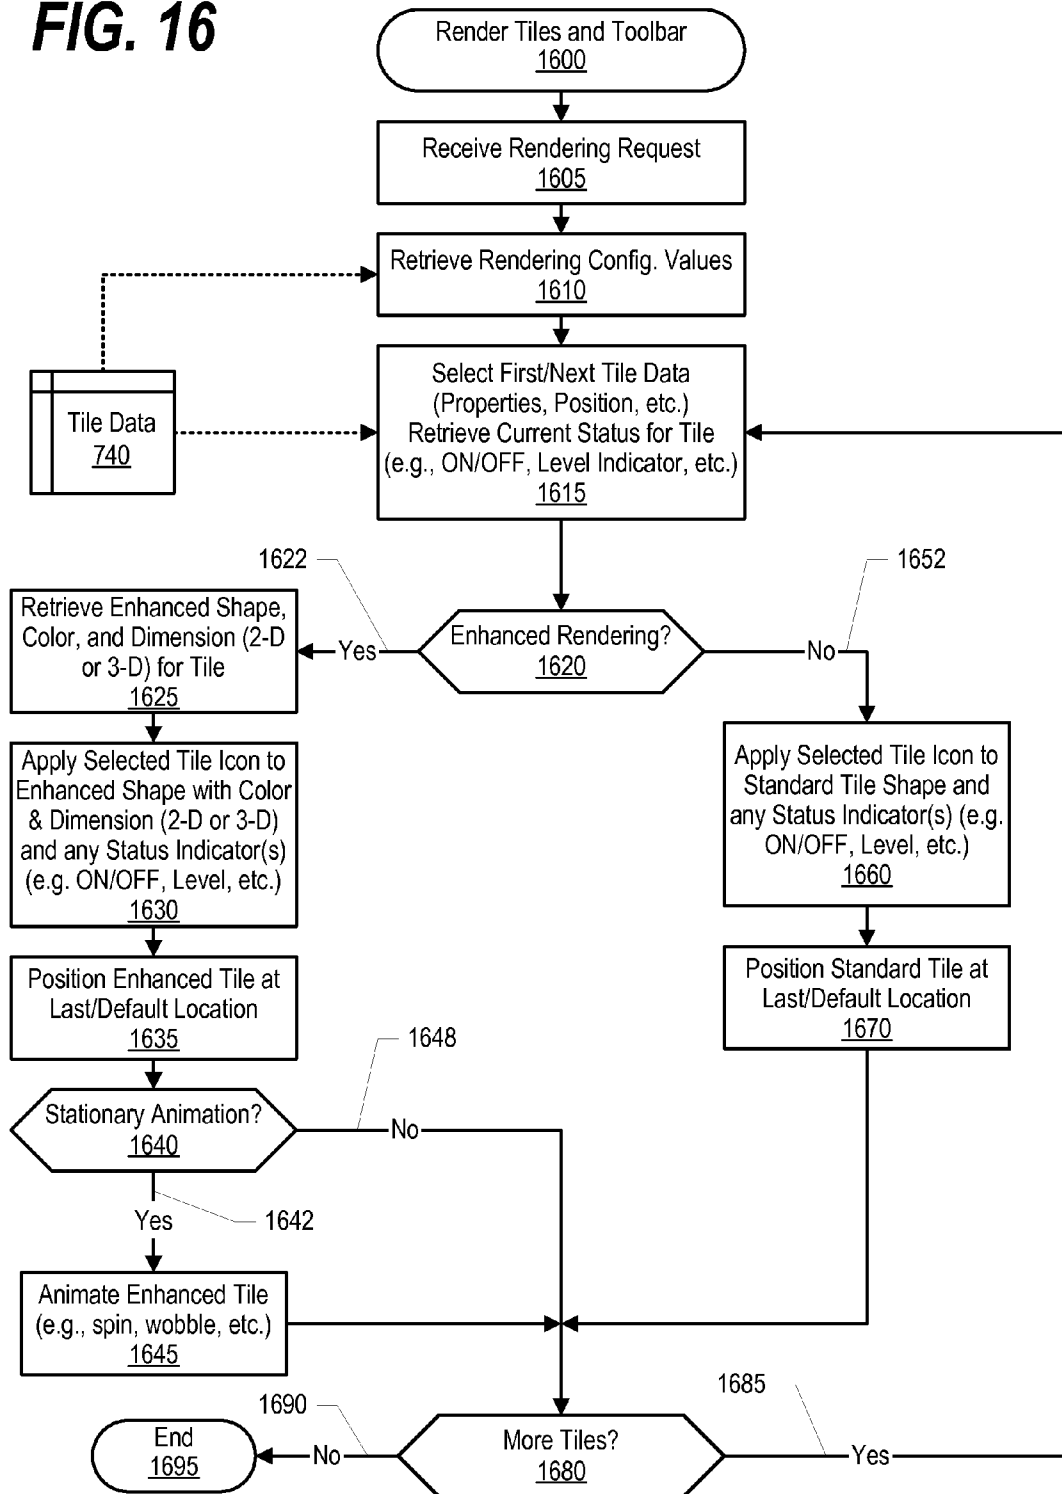 FIG. 16
Render Tiles and Toolbar
1600
Receive Rendering Request
1605
Retrieve Rendering Config. Values
1610
Select First/Next Tile Data
(Properties, Position, etc.)
Retrieve Current Status for Tile
(e.g., ON/OFF, Level Indicator, etc.)
1615
Tile Data
740
1622
1652
Enhanced Rendering?
1620
Yes
No
Retrieve Enhanced Shape,
Color, and Dimension (2-D
or 3-D) for Tile
1625
Apply Selected Tile Icon to
Enhanced Shape with Color
& Dimension (2-D or 3-D)
and any Status Indicator(s)
(e.g. ON/OFF, Level, etc.)
1630
Apply Selected Tile Icon to
Standard Tile Shape and
any Status Indicator(s) (e.g.
ON/OFF, Level, etc.)
1660
Position Enhanced Tile at
Last/Default Location
1635
Position Standard Tile at
Last/Default Location
1670
1648
Stationary Animation?
1640
No
1642
Yes
Animate Enhanced Tile
(e.g., spin, wobble, etc.)
1645
1690
1685
End
1695
No
More Tiles?
1680
Yes